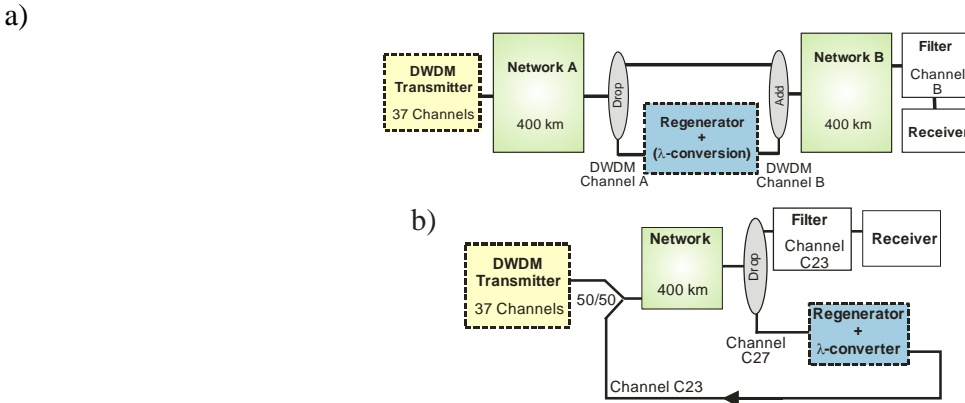 a)
DWDM
Transmitter
37 Channels
Network A
400 km
Drop
Regenerator
+
(λ-conversion)
DWDM
Channel A
DWDM
Channel B
Add
Network B
400 km
Filter
Channel
B
Receiver
b)
DWDM
Transmitter
37 Channels
50/50
Network
400 km
Drop
Filter
Channel
C23
Receiver
Channel
C27
Regenerator
+
λ-converter
Channel C23